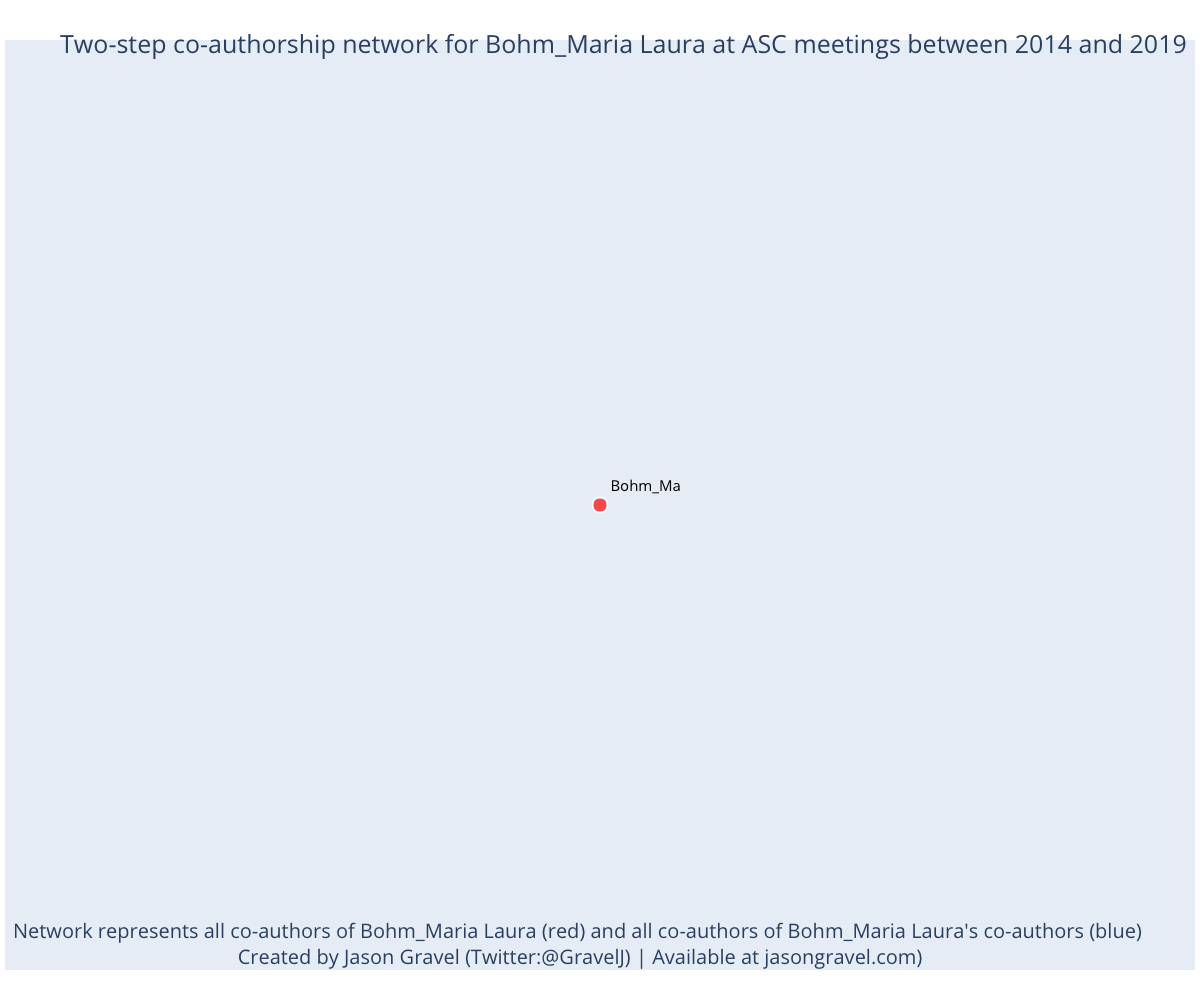 Two-step co-authorship network for Bohm_Maria Laura at ASC meetings between 2014 and 2019
Bohm_Ma
Network represents all co-authors of Bohm_Maria Laura (red) and all co-authors of Bohm_Maria Laura's co-authors (blue)
Created by Jason Gravel (Twitter:@GravelJ) | Available at jasongravel.com)